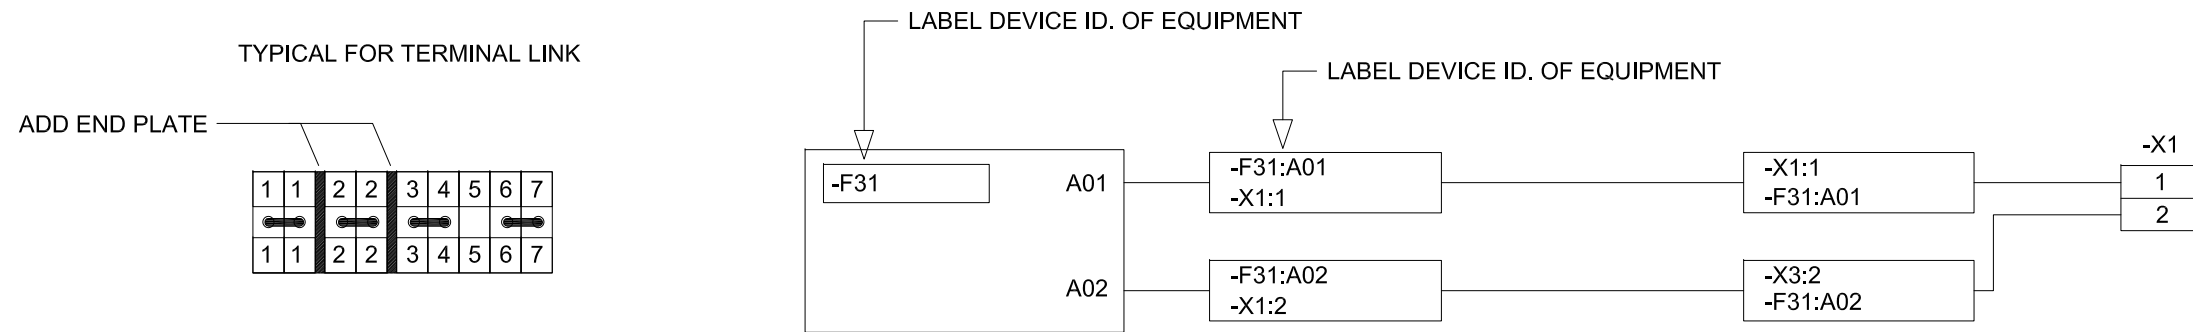 LABEL DEVICE ID. OF EQUIPMENT
TYPICAL FOR TERMINAL LINK
LABEL DEVICE ID. OF EQUIPMENT
ADD END PLATE
1 1 2 2 3 4 5 6 7
1 1 2 2 3 4 5 6 7
-F31
A01
A02
-F31:A01
-X1:1
-F31:A02
-X1:2
-X1:1
-F31:A01
-X3:2
-F31:A02
-X1
1
2